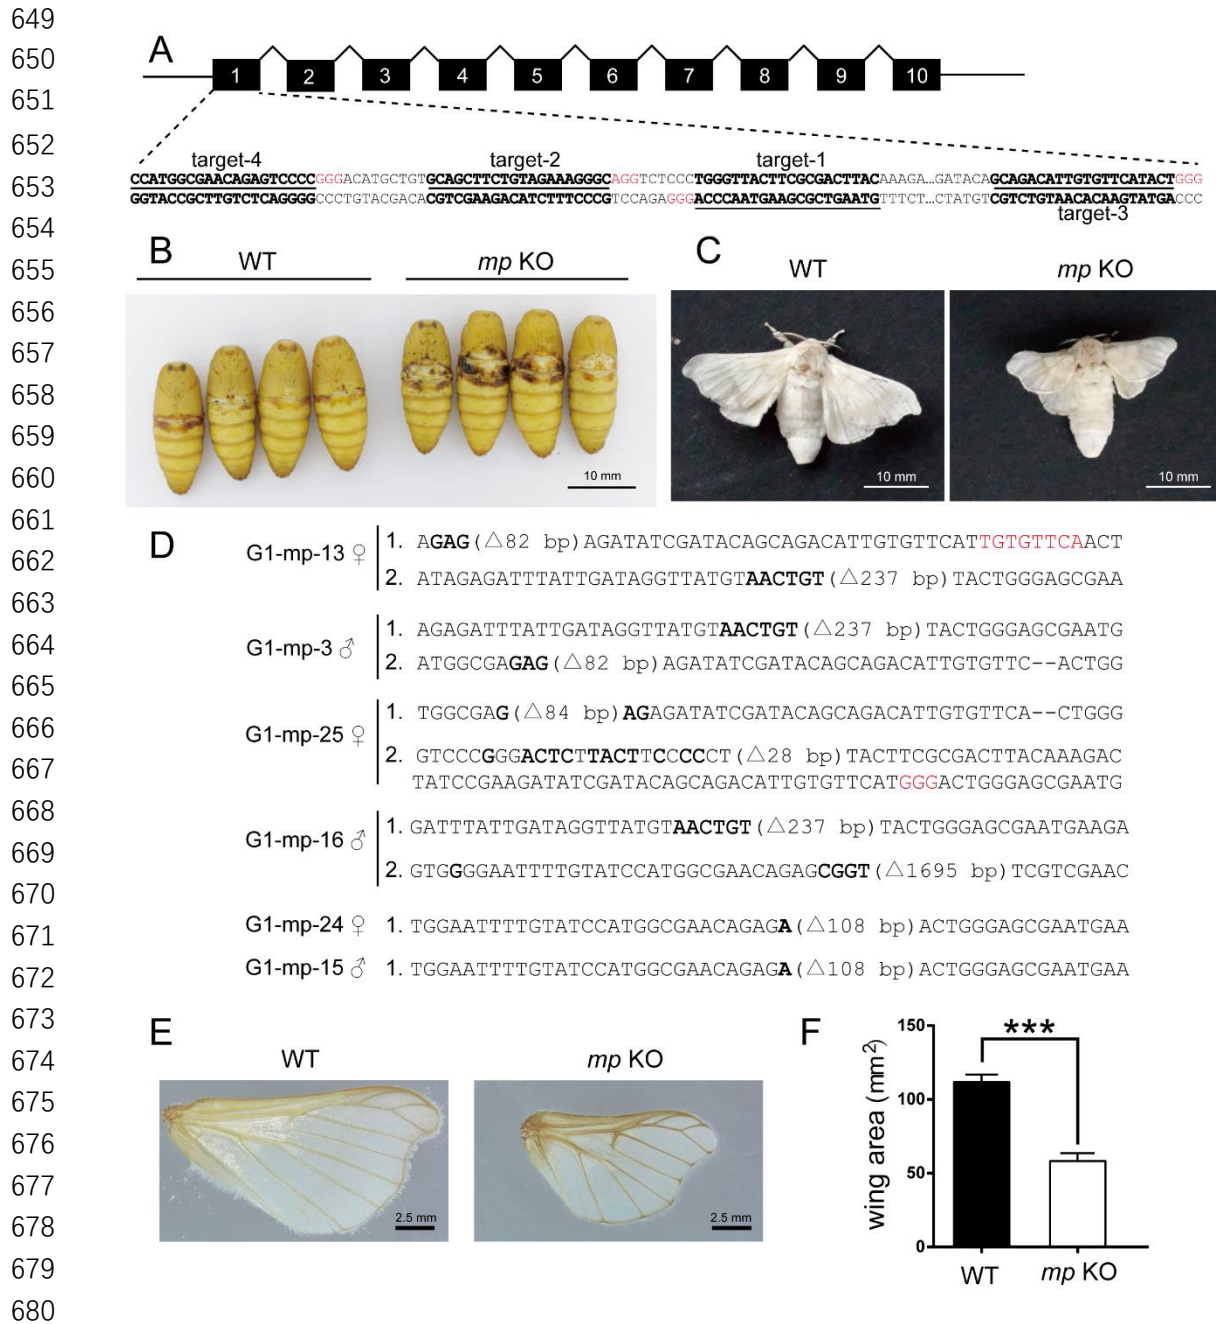 649
650
651
652
653
654
655
656
657
658
659
660
661
662
663
664
665
666
667
668
669
670
671
672
673
674
675
676
677
678
679
680
A
1 2 3 4 5 6 7 8 9 10
target-4 target-2 target-1
CCATGGCGAACAGAGTCCCCGGGACATGCTGTGCAGCTTCTGTAGAAAGGGCAGGTCTCCCTGGGTTACTTCGCGACTTACAAAGA...GATACAGCAGACATTGTGTTCATACTGGG
GGTACCGCTTGTCTCAGGGGCCCTGTACGACACGTCGAAGACATCTTTCCCGTCCAGAGGGACCCAATGAAGCGCTGAATGTTTCT...CTATGTCGTCTGTAACACAAGTATGACCC
target-3
B
WT mp KO
10 mm
C
WT mp KO
10 mm 10 mm
D
G1-mp-13 ♀
1. AGAG(△82 bp)AGATATCGATACAGCAGACATTGTGTTCATTGTGTTCAACT
2. ATAGAGATTTATTGATAGGTTATGTAACTGT(△237 bp)TACTGGGAGCGAA
G1-mp-3 ♂
1. AGAGATTTATTGATAGGTTATGTAACTGT(△237 bp)TACTGGGAGCGAATG
2. ATGGCGAGAG(△82 bp)AGATATCGATACAGCAGACATTGTGTTC--ACTGG
G1-mp-25 ♀
1. TGGCGAG(△84 bp)AGAGATATCGATACAGCAGACATTGTGTTCA--CTGGG
2. GTCCCGGGACTCTTACTTCCCCCT(△28 bp)TACTTCGCGACTTACAAAGAC
TATCCGAAGATATCGATACAGCAGACATTGTGTTCATGGGACTGGGAGCGAATG
G1-mp-16 ♂
1. GATTTATTGATAGGTTATGTAACTGT(△237 bp)TACTGGGAGCGAATGAAGA
2. GTGGGGAATTTTGTATCCATGGCGAACAGAGCGGT(△1695 bp)TCGTCGAAC
G1-mp-24 ♀ 1. TGGAATTTTGTATCCATGGCGAACAGAGA(△108 bp)ACTGGGAGCGAATGAA
G1-mp-15 ♂ 1. TGGAATTTTGTATCCATGGCGAACAGAGA(△108 bp)ACTGGGAGCGAATGAA
E
WT mp KO
2.5 mm 2.5 mm
F
wing area (mm²)
150
100
50
0
***
WT mp KO